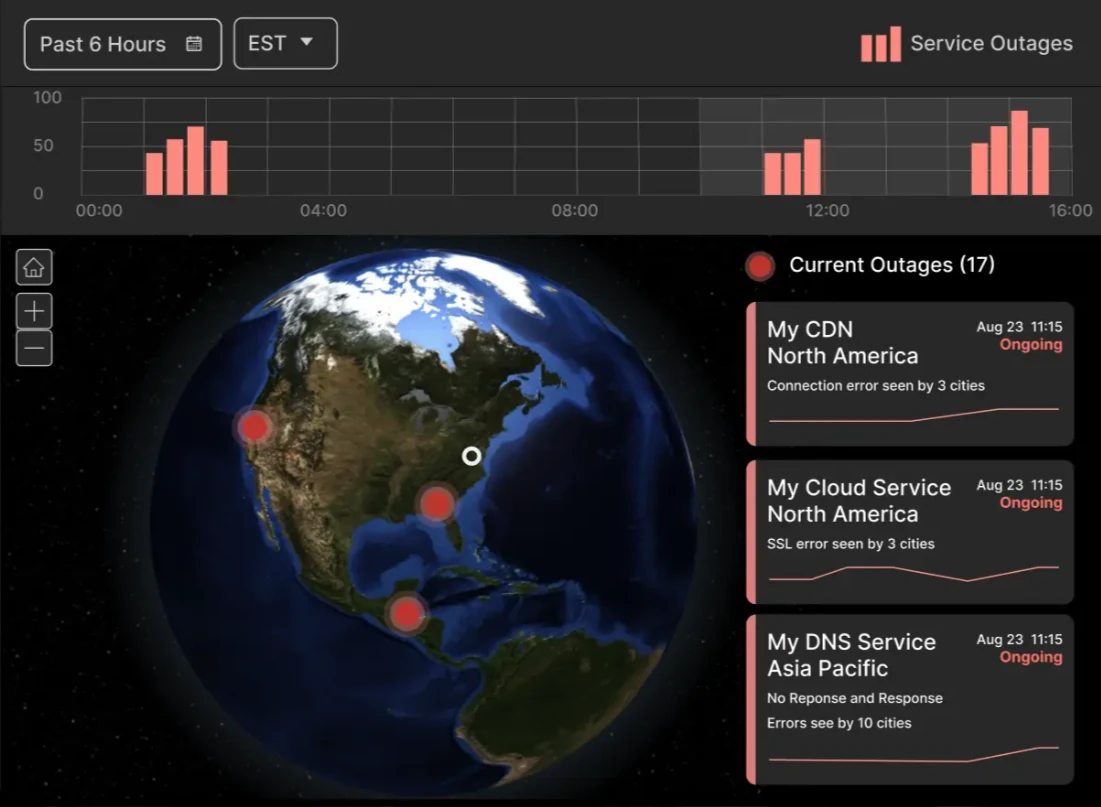 Past 6 Hours
EST
Service Outages
100
50
0
00:00
04:00
08:00
12:00
16:00
Current Outages (17)
My CDN
North America
Aug 23 11:15
Ongoing
Connection error seen by 3 cities
My Cloud Service
North America
Aug 23 11:15
Ongoing
SSL error seen by 3 cities
My DNS Service
Asia Pacific
Aug 23 11:15
Ongoing
No Reponse and Response
Errors see by 10 cities